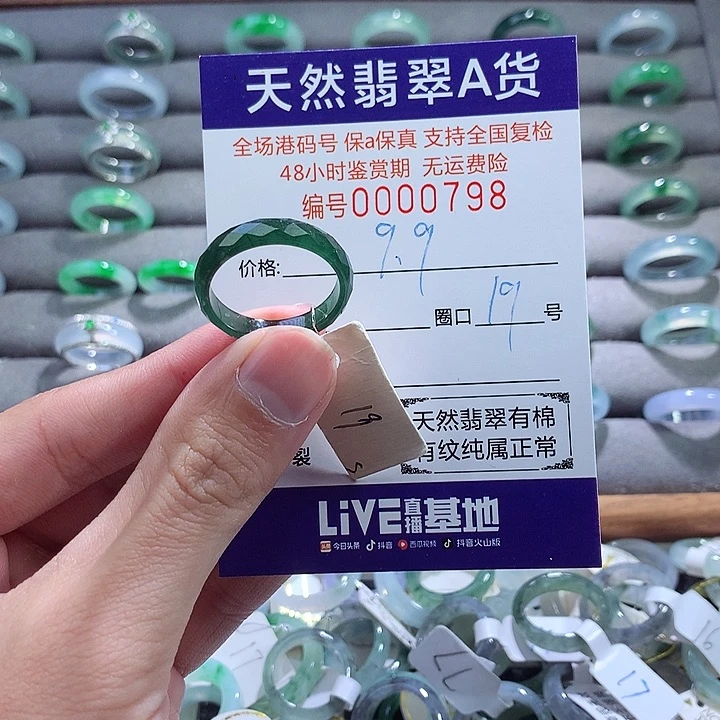 天然翡翠A货
全场港码号 保a保真 支持全国复检
48小时鉴赏期 无运费险
编号0000798
价格: 9.9
圈口 19 号
19
天然翡翠有棉
裂 有纹纯属正常
LiVE直播基地
今日头条 抖音 西瓜视频 抖音火山版
17
17
16